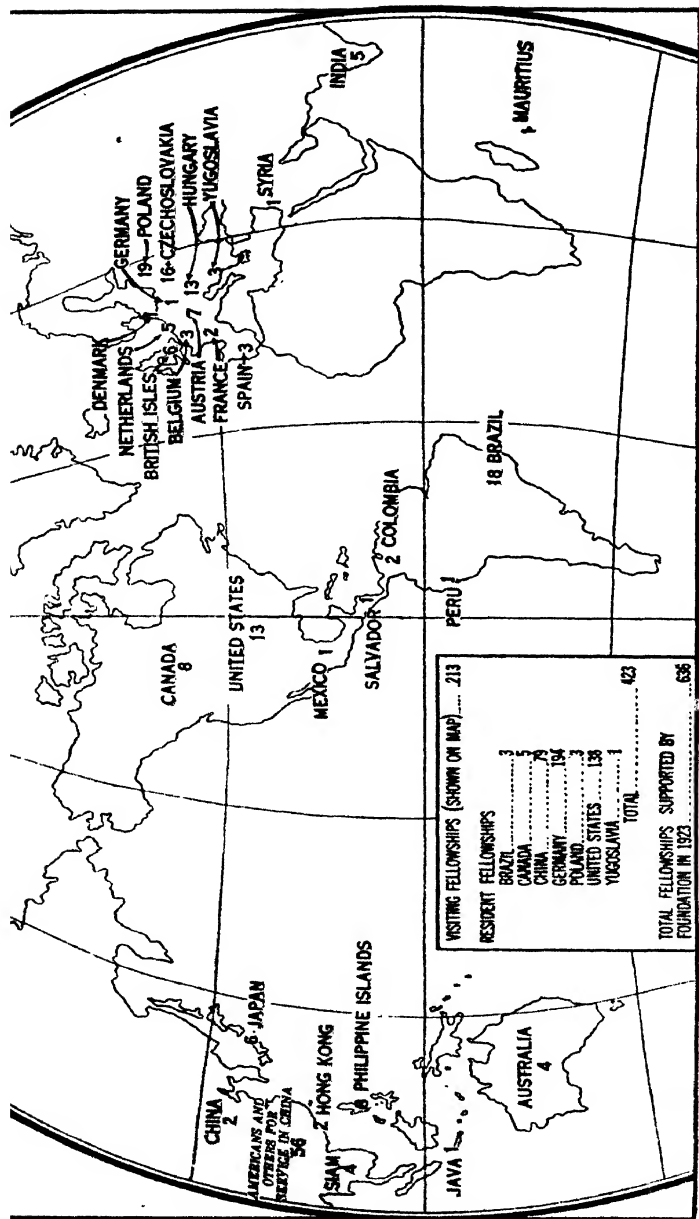 CHINA
2
AMERICANS AND
OTHERS FOR
SERVICE IN CHINA
56
6 JAPAN
2 HONG KONG
SIAM
4
PHILIPPINE ISLANDS
JAVA 1
AUSTRALIA
4
CANADA
8
UNITED STATES
13
MEXICO 1
SALVADOR 1
2 COLOMBIA
PERU 1
18 BRAZIL
DENMARK
NETHERLANDS
5
BRITISH ISLES
26
BELGIUM
3
AUSTRIA
7
FRANCE
2
SPAIN 3
GERMANY
1
19 POLAND
16 CZECHOSLOVAKIA
13 HUNGARY
3 YUGOSLAVIA
SYRIA
1
INDIA
5
MAURITIUS
VISITING FELLOWSHIPS (SHOWN ON MAP)......213
RESIDENT FELLOWSHIPS
BRAZIL..........3
CANADA..........5
CHINA..........79
GERMANY..........194
POLAND..........3
UNITED STATES.....138
YUGOSLAVIA..........1
TOTAL..........423
TOTAL FELLOWSHIPS SUPPORTED BY
FOUNDATION IN 1923..........636